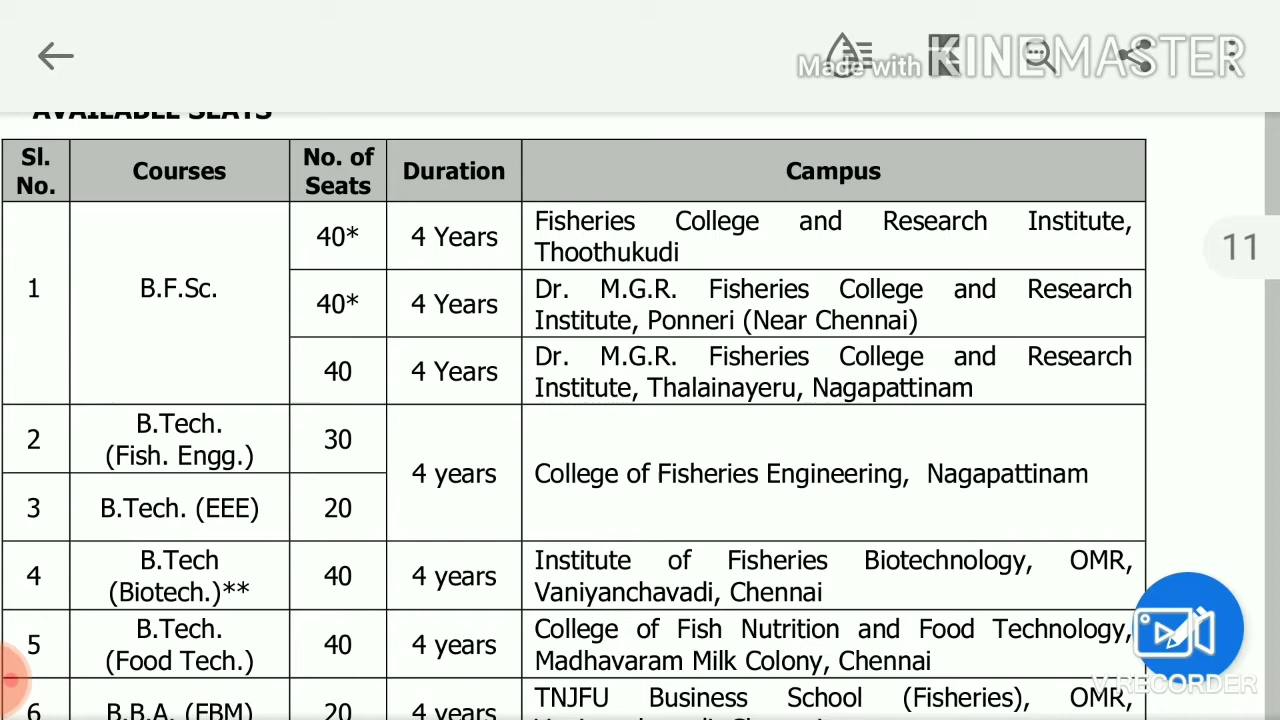 Made with KINEMASTER
AVAILABLE SEATS
11
Sl. No. Courses No. of Seats Duration Campus
1 B.F.Sc. 40* 4 Years Fisheries College and Research Institute,
Thoothukudi
40* 4 Years Dr. M.G.R. Fisheries College and Research
Institute, Ponneri (Near Chennai)
40 4 Years Dr. M.G.R. Fisheries College and Research
Institute, Thalainayeru, Nagapattinam
2 B.Tech.
(Fish. Engg.) 30 4 years College of Fisheries Engineering, Nagapattinam
3 B.Tech. (EEE) 20
4 B.Tech
(Biotech.)** 40 4 years Institute of Fisheries Biotechnology, OMR,
Vaniyanchavadi, Chennai
5 B.Tech.
(Food Tech.) 40 4 years College of Fish Nutrition and Food Technology,
Madhavaram Milk Colony, Chennai
6 B.B.A. (FBM) 20 4 years TNJFU Business School (Fisheries), OMR,
V RECORDER